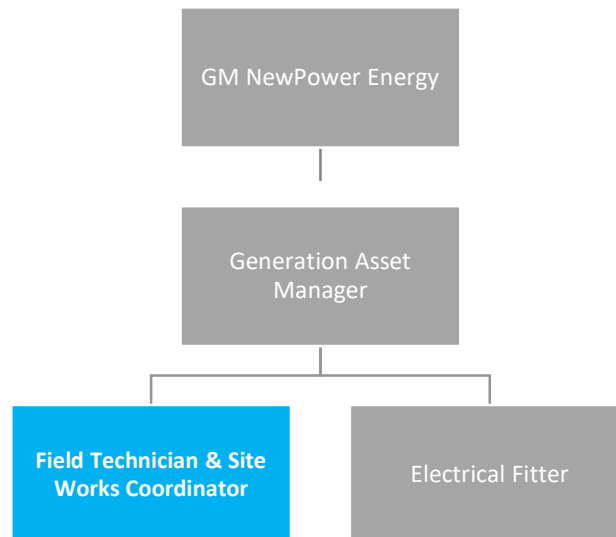 GM NewPower Energy
Generation Asset
Manager
Field Technician & Site
Works Coordinator
Electrical Fitter